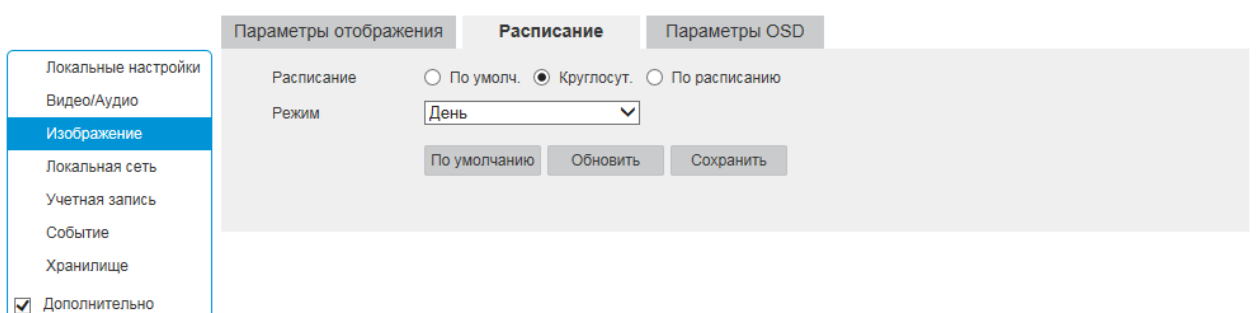 Параметры отображения Расписание Параметры OSD
Локальные настройки
Видео/Аудио
Изображение
Локальная сеть
Учетная запись
Событие
Хранилище
Дополнительно
Расписание По умолч. Круглосут. По расписанию
Режим День
По умолчанию Обновить Сохранить